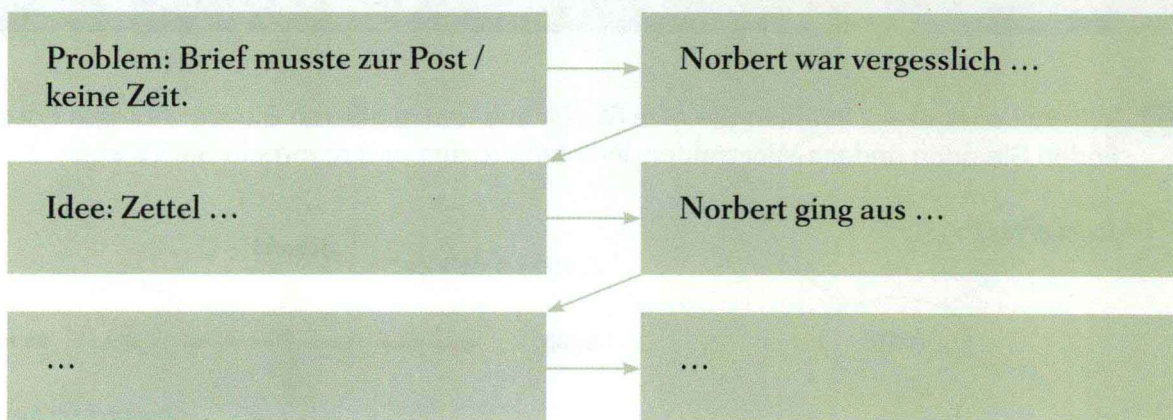 Problem: Brief musste zur Post /
keine Zeit.
Norbert war vergesslich …
Idee: Zettel …
Norbert ging aus …
…
…